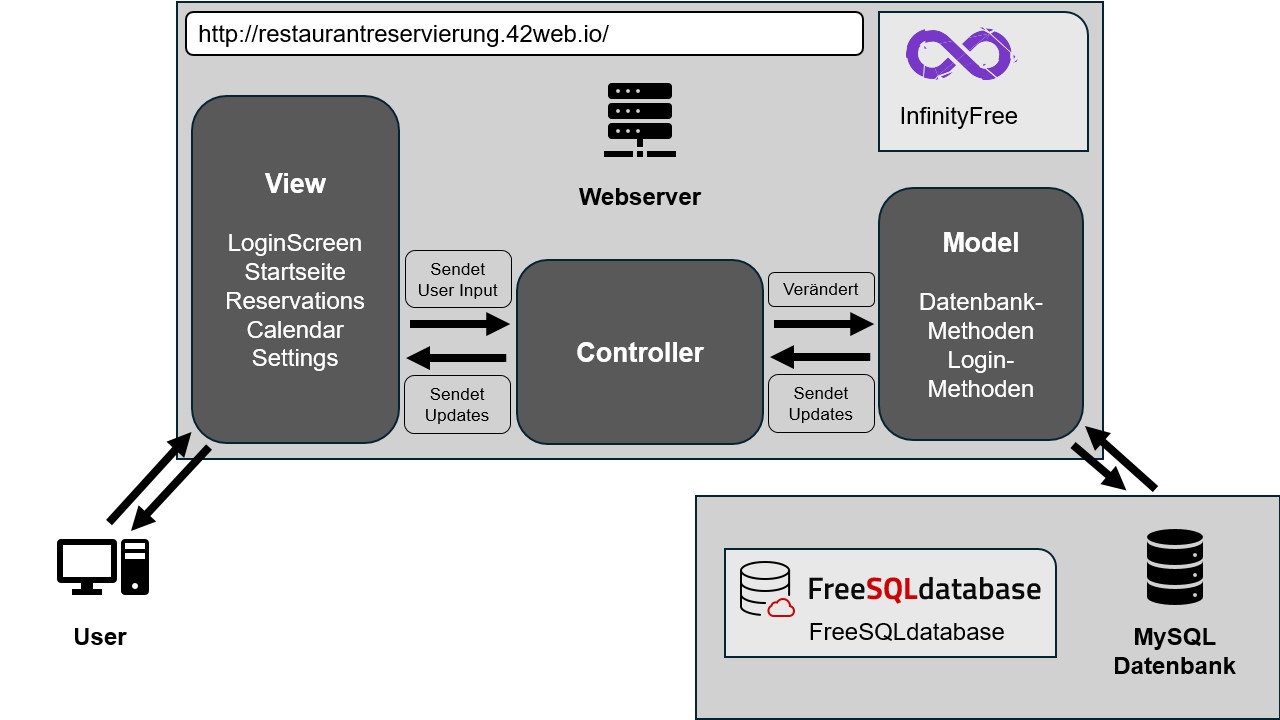 http://restaurantreservierung.42web.io/
InfinityFree
Webserver
View
LoginScreen
Startseite
Reservations
Calendar
Settings
Sendet
User Input
Sendet
Updates
Controller
Verändert
Sendet
Updates
Model
Datenbank-
Methoden
Login-
Methoden
User
FreeSQLdatabase
FreeSQLdatabase
MySQL
Datenbank